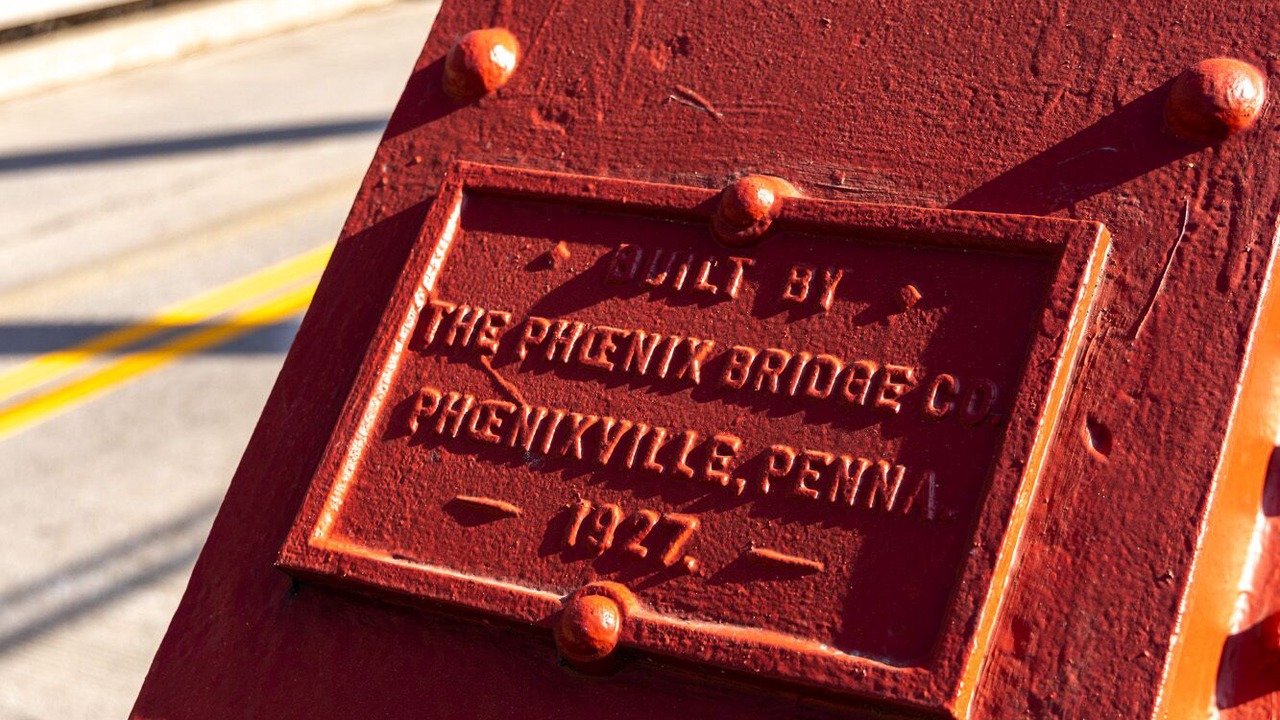 BUILT BY
THE PHŒNIX BRIDGE CO.
PHŒNIXVILLE, PENNA.
— 1927. —